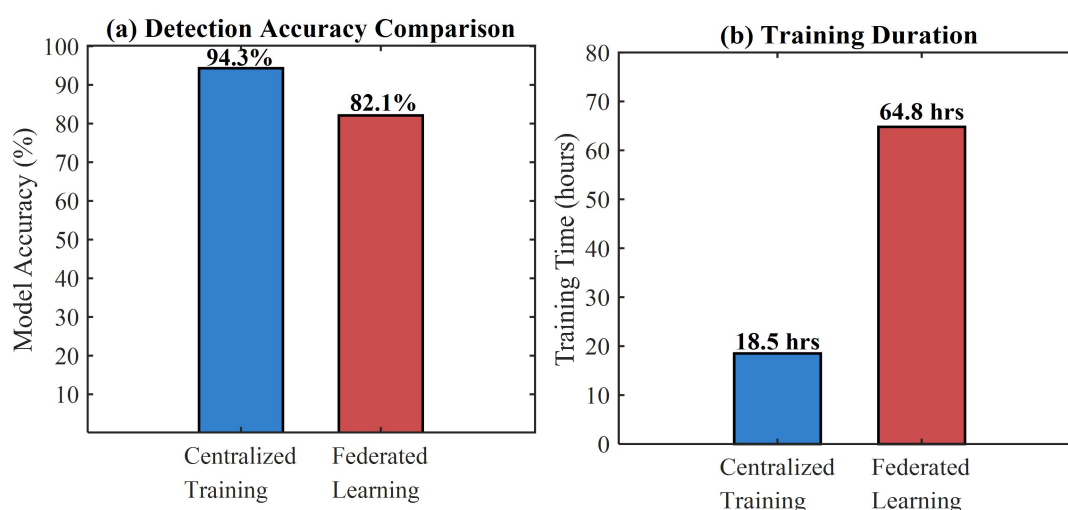 (a) Detection Accuracy Comparison
Model Accuracy (%)
100
90
80
70
60
50
40
30
20
10
94.3%
82.1%
Centralized
Training
Federated
Learning
(b) Training Duration
Training Time (hours)
80
70
60
50
40
30
20
10
0
18.5 hrs
64.8 hrs
Centralized
Training
Federated
Learning